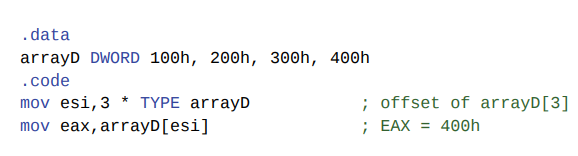 .data
arrayD DWORD 100h, 200h, 300h, 400h
.code
mov esi,3 * TYPE arrayD ; offset of arrayD[3]
mov eax,arrayD[esi] ; EAX = 400h